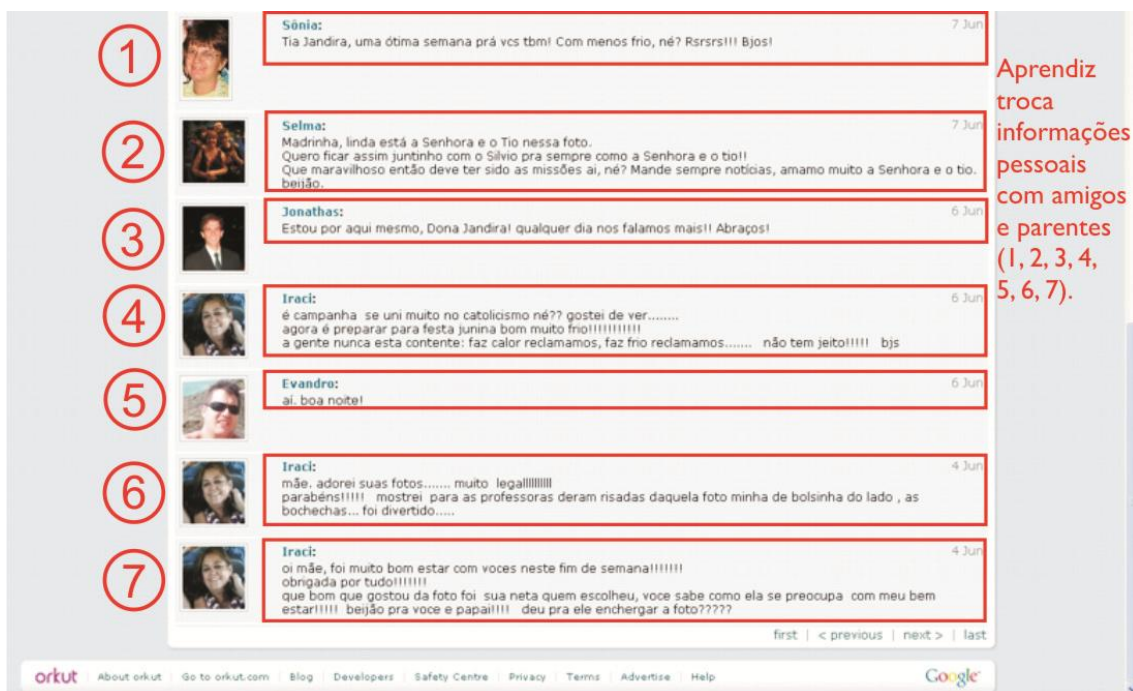 1
Sônia:
7 Jun
Tia Jandira, uma ótima semana prá vcs tbm! Com menos frio, né? Rsrsrs!!! Bjos!
2
Selma:
7 Jun
Madrinha, linda está a Senhora e o Tio nessa foto.
Quero ficar assim juntinho com o Silvio pra sempre como a Senhora e o tio!!
Que maravilhoso então deve ter sido as missões ai, né? Mande sempre notícias, amamo muito a Senhora e o tio.
beijão.
3
Jonathas:
6 Jun
Estou por aqui mesmo, Dona Jandira! qualquer dia nos falamos mais!! Abraços!
4
Iraci:
6 Jun
é campanha se uni muito no catolicismo né?? gostei de ver........
agora é preparar para festa junina bom muito frio!!!!!!!!!!!
a gente nunca esta contente: faz calor reclamamos, faz frio reclamamos....... não tem jeito!!!!! bjs
5
Evandro:
6 Jun
aí. boa noite!
6
Iraci:
4 Jun
mãe. adorei suas fotos....... muito legallllllllll
parabéns!!!!! mostrei para as professoras deram risadas daquela foto minha de bolsinha do lado , as
bochechas... foi divertido.....
7
Iraci:
4 Jun
oi mãe, foi muito bom estar com voces neste fim de semana!!!!!!!
obrigada por tudo!!!!!!!
que bom que gostou da foto foi sua neta quem escolheu, voce sabe como ela se preocupa com meu bem
estar!!!!! beijão pra voce e papai!!!! deu pra ele enchergar a foto?????
first | < previous | next > | last
Aprendiz
troca
informações
pessoais
com amigos
e parentes
(1, 2, 3, 4,
5, 6, 7).
orkut | About orkut | Go to orkut.com | Blog | Developers | Safety Centre | Privacy | Terms | Advertise | Help
Google